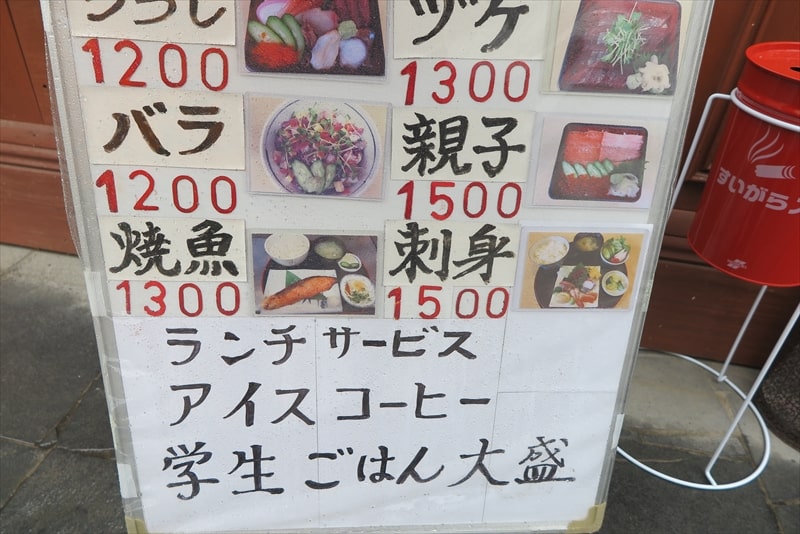 1200
ヅケ
1300
バラ
1200
親子
1500
焼魚
1300
刺身
1500
ランチサービス
アイスコーヒー
学生ごはん大盛
すいがら